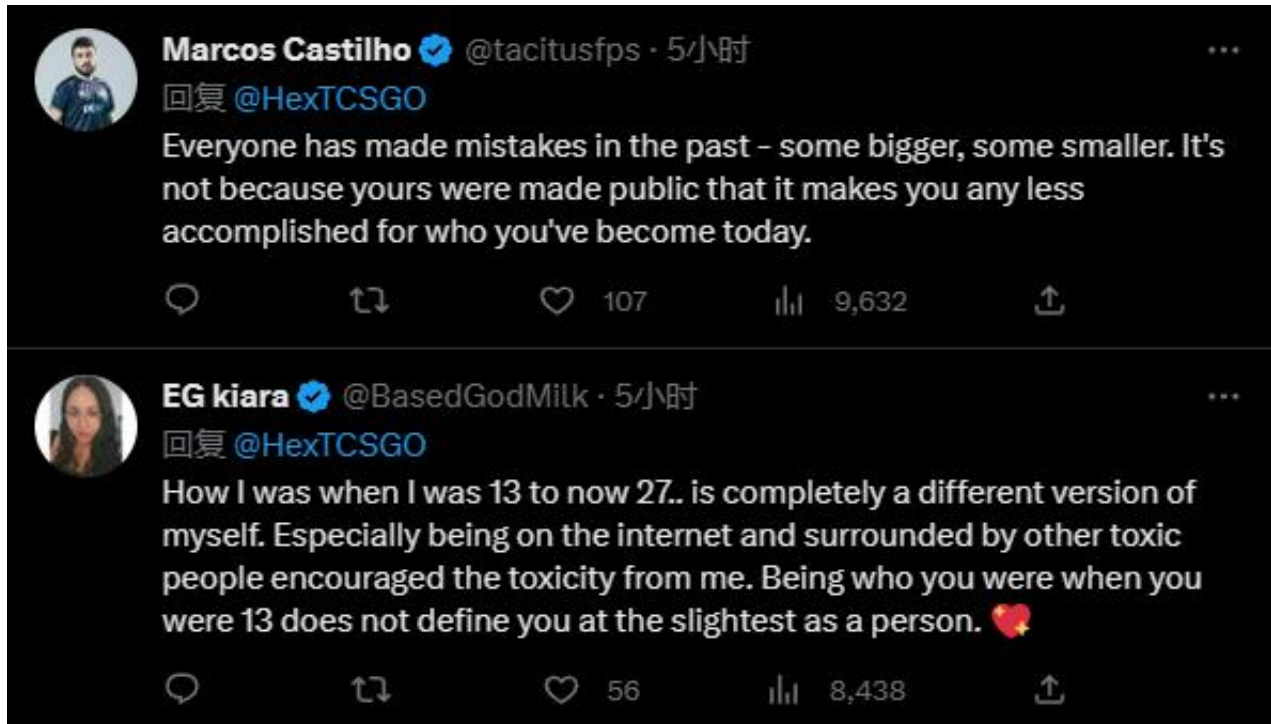 Marcos Castilho @tacitusfps · 5小时
回复 @HexTCSGO
Everyone has made mistakes in the past – some bigger, some smaller. It's
not because yours were made public that it makes you any less
accomplished for who you've become today.
107 9,632
EG kiara @BasedGodMilk · 5小时
回复 @HexTCSGO
How I was when I was 13 to now 27.. is completely a different version of
myself. Especially being on the internet and surrounded by other toxic
people encouraged the toxicity from me. Being who you were when you
were 13 does not define you at the slightest as a person. 💖
56 8,438